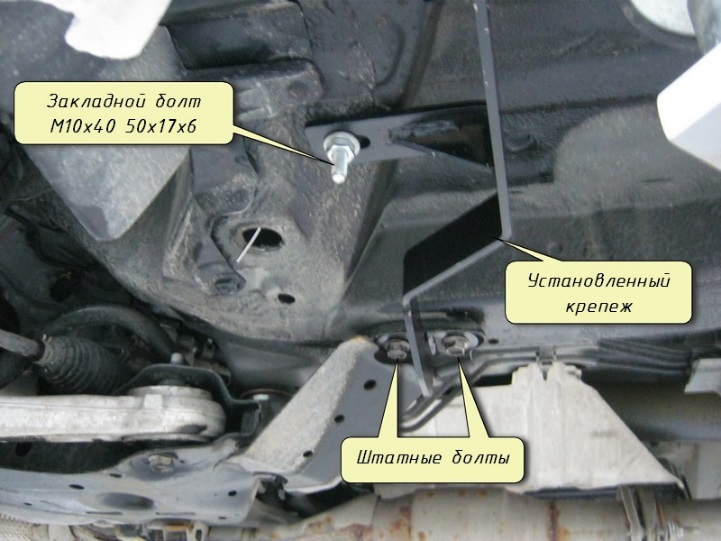 Закладной болт
М10х40 50х17х6
Установленный
крепеж
Штатные болты